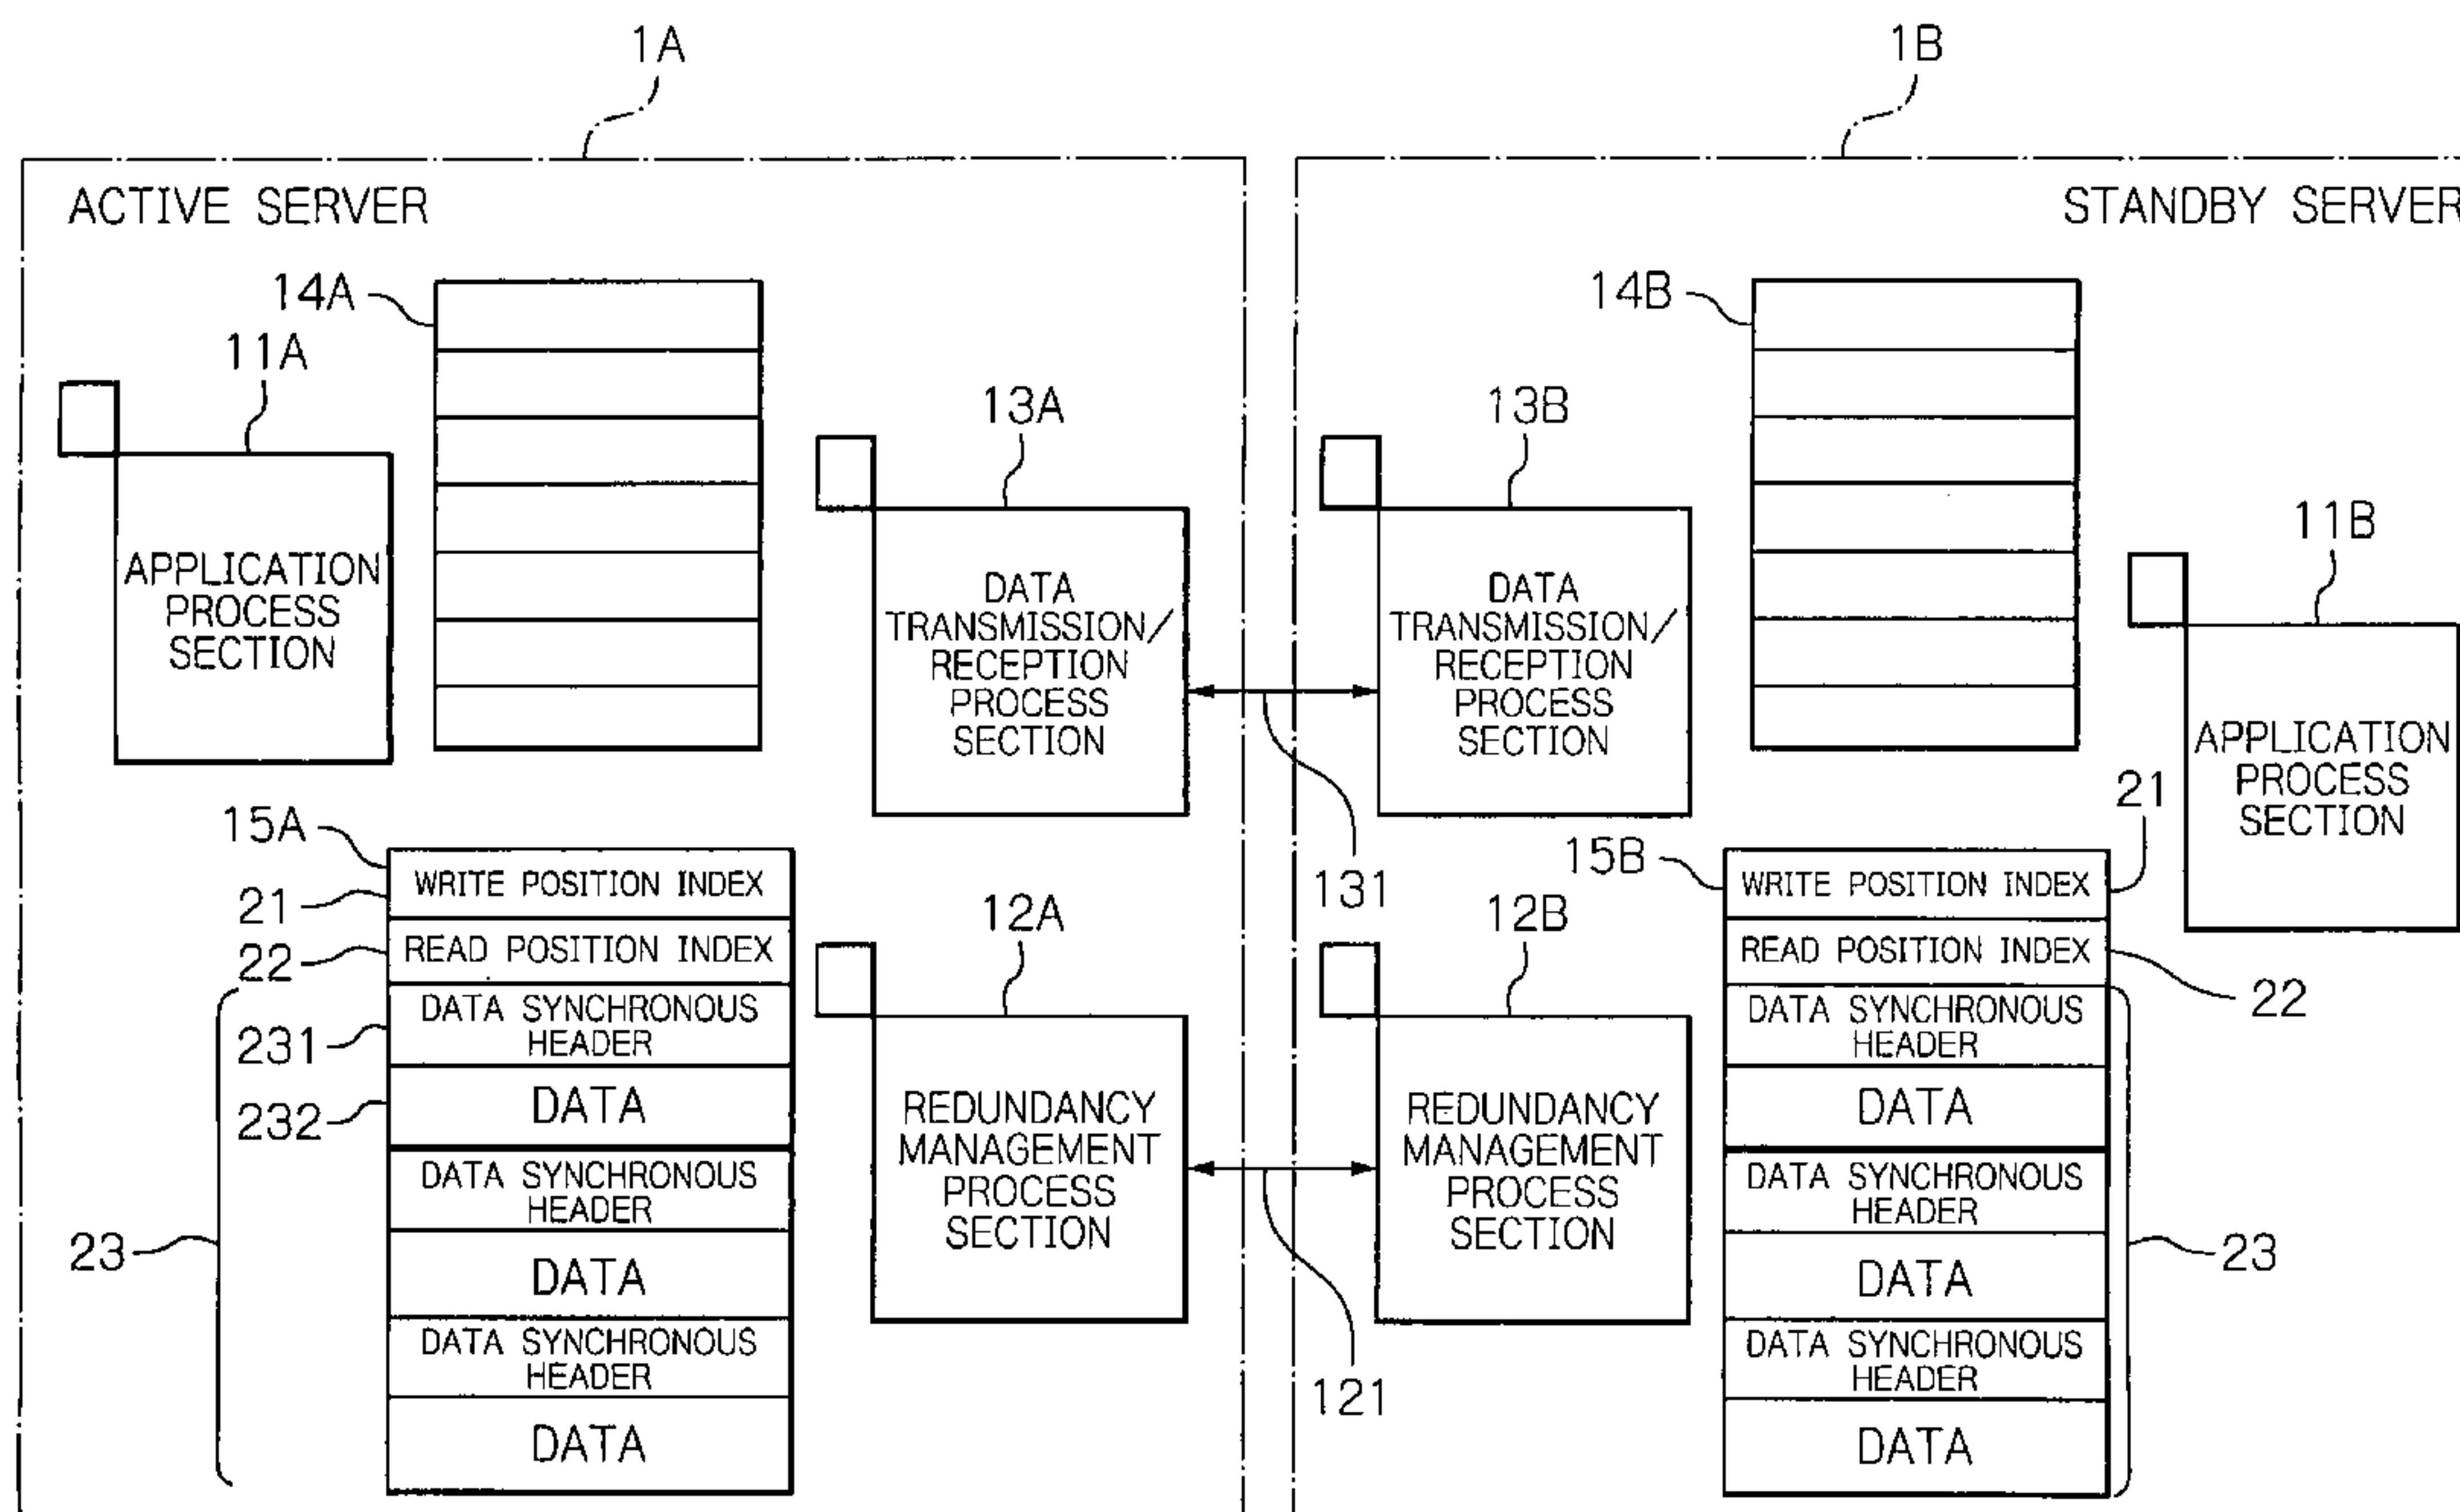 1A
1B
ACTIVE SERVER
STANDBY SERVER
14A
14B
11A
13A
13B
11B
APPLICATION
PROCESS
SECTION
DATA
TRANSMISSION/
RECEPTION
PROCESS
SECTION
DATA
TRANSMISSION/
RECEPTION
PROCESS
SECTION
APPLICATION
PROCESS
SECTION
131
15A
WRITE POSITION INDEX
21
READ POSITION INDEX
22
DATA SYNCHRONOUS
HEADER
231
DATA
232
DATA SYNCHRONOUS
HEADER
DATA
DATA SYNCHRONOUS
HEADER
DATA
23
12A
REDUNDANCY
MANAGEMENT
PROCESS
SECTION
12B
REDUNDANCY
MANAGEMENT
PROCESS
SECTION
121
15B
21
WRITE POSITION INDEX
READ POSITION INDEX
22
DATA SYNCHRONOUS
HEADER
DATA
DATA SYNCHRONOUS
HEADER
DATA
DATA SYNCHRONOUS
HEADER
DATA
23